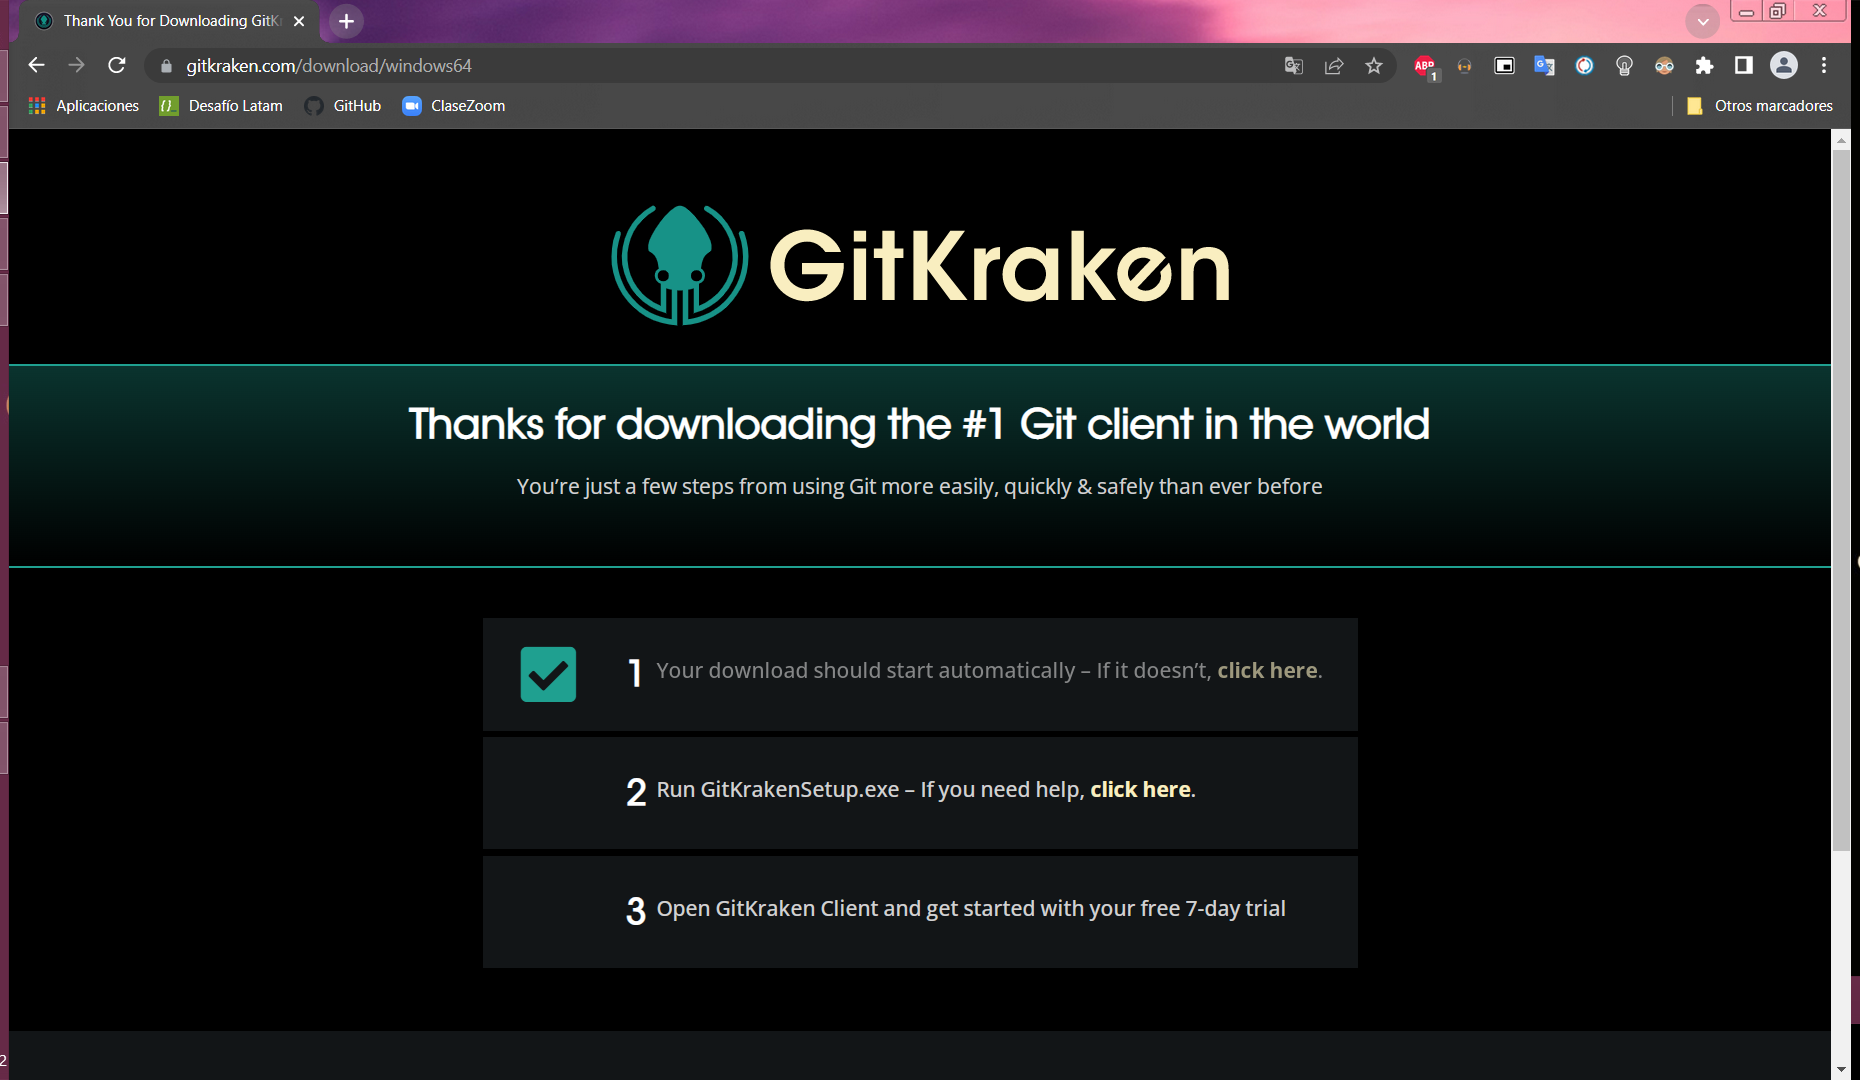 Thank You for Downloading GitK
gitkraken.com/download/windows64
ABP
1
Aplicaciones
Desafío Latam
GitHub
ClaseZoom
Otros marcadores
GitKraken
Thanks for downloading the #1 Git client in the world
You’re just a few steps from using Git more easily, quickly & safely than ever before
1 Your download should start automatically – If it doesn’t, click here.
2 Run GitKrakenSetup.exe – If you need help, click here.
3 Open GitKraken Client and get started with your free 7-day trial
2